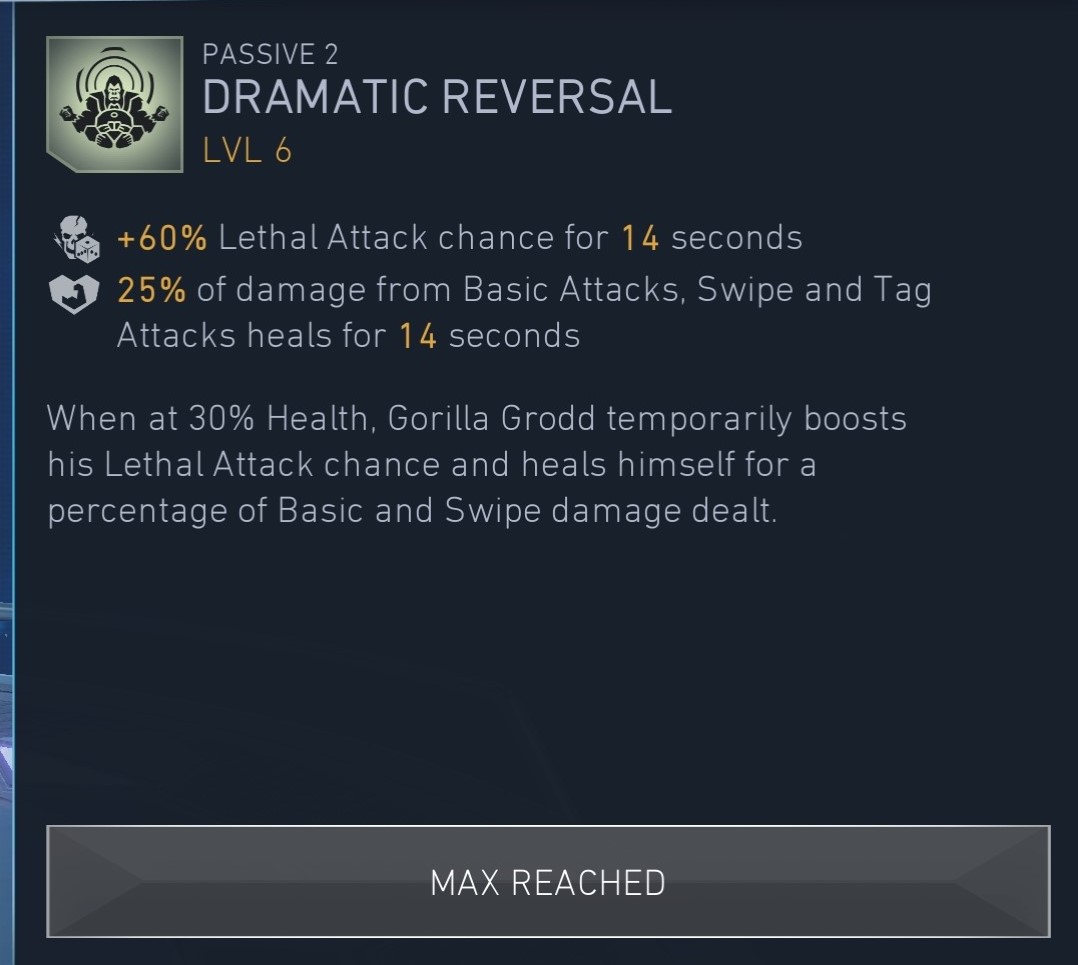 PASSIVE 2
DRAMATIC REVERSAL
LVL 6
+60% Lethal Attack chance for 14 seconds
25% of damage from Basic Attacks, Swipe and Tag
Attacks heals for 14 seconds
When at 30% Health, Gorilla Grodd temporarily boosts
his Lethal Attack chance and heals himself for a
percentage of Basic and Swipe damage dealt.
MAX REACHED